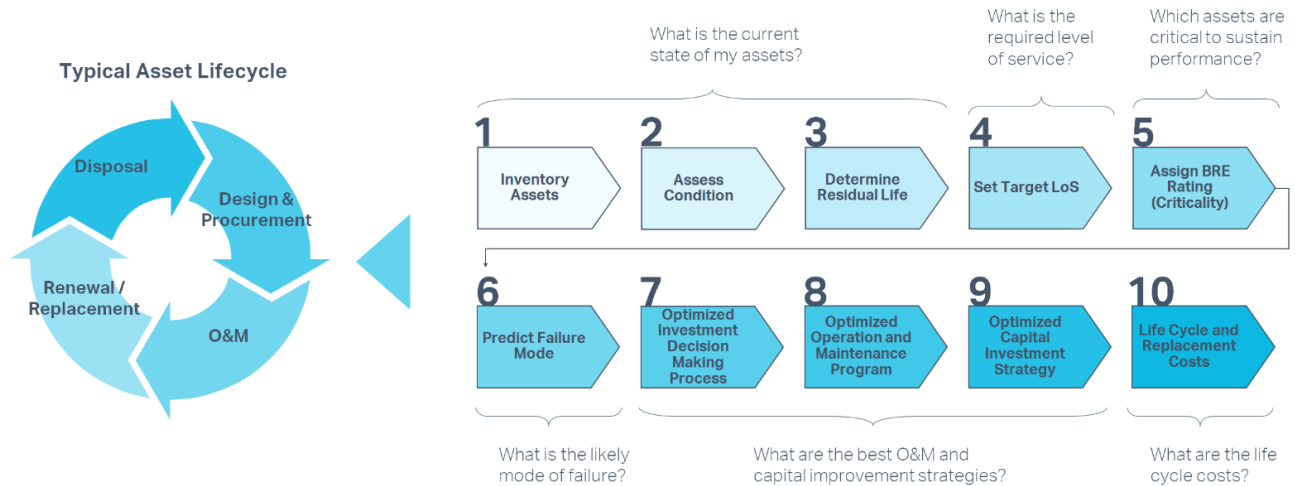 Typical Asset Lifecycle
Disposal
Design &
Procurement
O&M
Renewal /
Replacement
What is the current
state of my assets?
What is the
required level
of service?
Which assets are
critical to sustain
performance?
1
Inventory
Assets
2
Assess
Condition
3
Determine
Residual Life
4
Set Target LoS
5
Assign BRE
Rating
(Criticality)
6
Predict Failure
Mode
7
Optimized
Investment
Decision
Making
Process
8
Optimized
Operation and
Maintenance
Program
9
Optimized
Capital
Investment
Strategy
10
Life Cycle and
Replacement
Costs
What is the likely
mode of failure?
What are the best O&M and
capital improvement strategies?
What are the life
cycle costs?